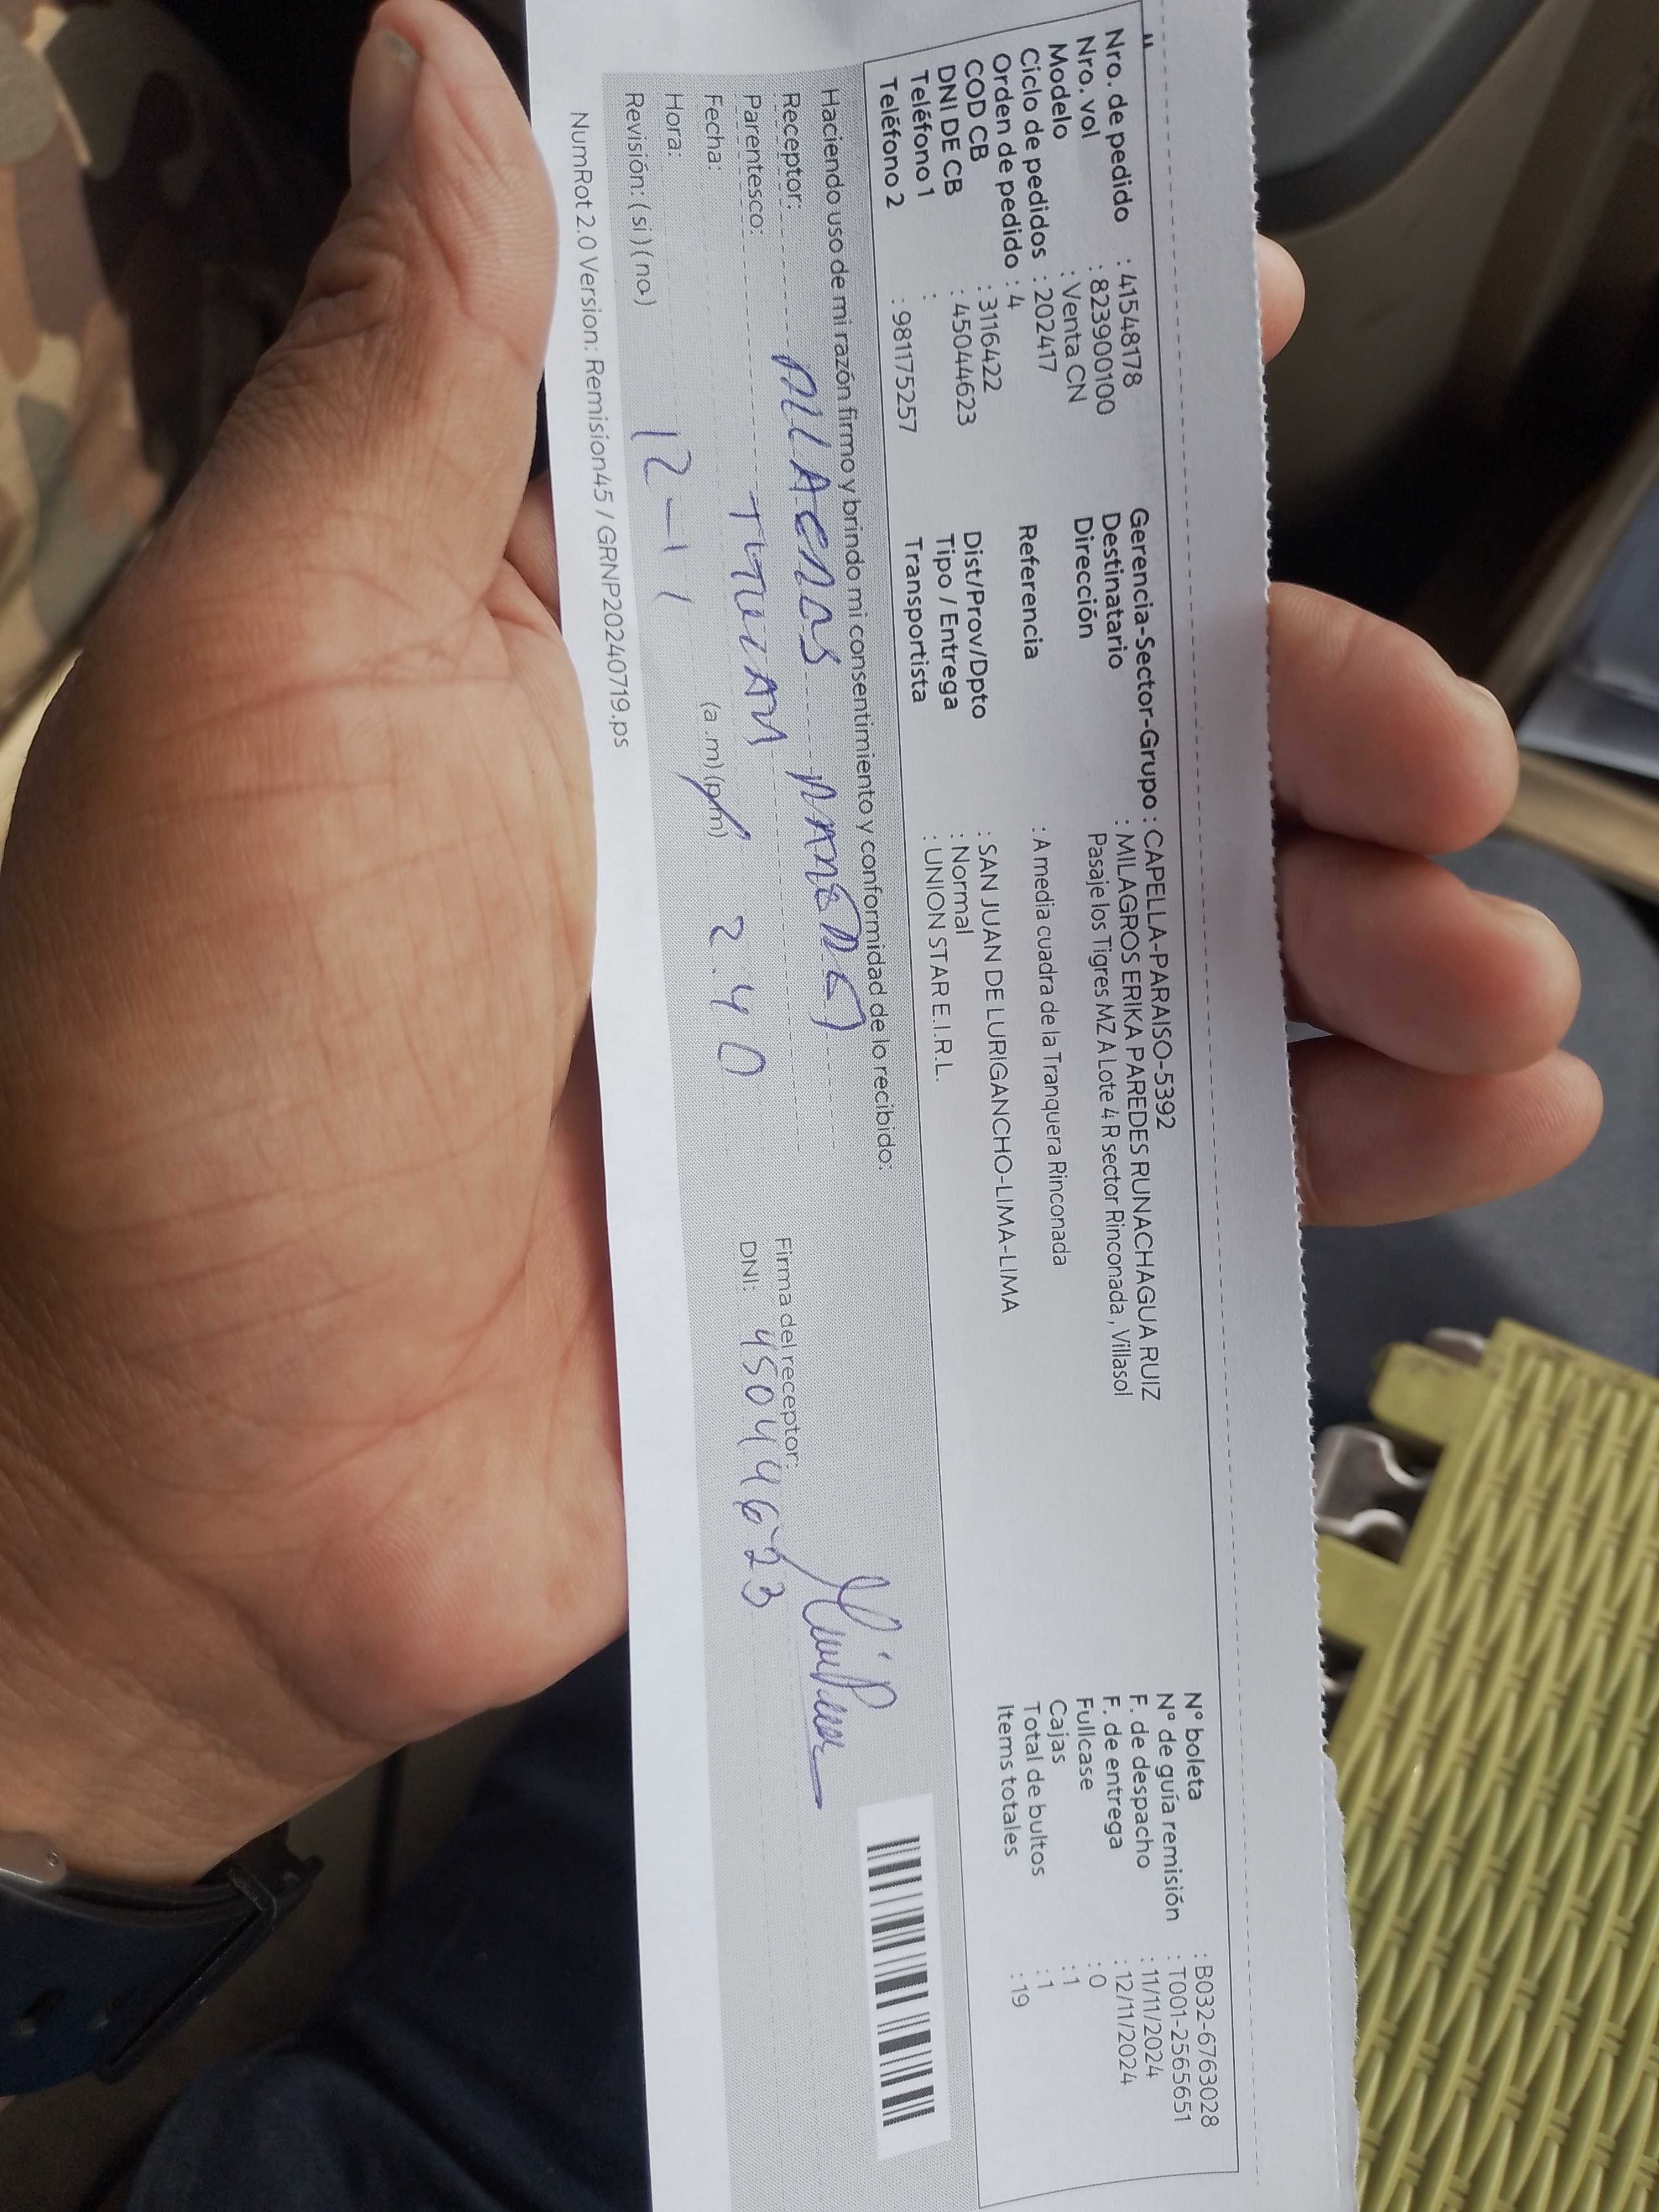 Nro. de pedido : 41548178
Nro. vol : 823900100
Modelo : Venta CN
Ciclo de pedidos : 202417
Orden de pedido : 4
COD CB : 3116422
DNI DE CB : 45044623
Teléfono 1 :
Teléfono 2 : 981175257
Gerencia-Sector-Grupo : CAPELLA-PARAISO-5392
Destinatario : MILAGROS ERIKA PAREDES RUNACHAGUA RUIZ
Dirección : Pasaje los Tigres MZ A Lote 4 R sector Rinconada , Villasol
Referencia : A media cuadra de la Tranquera Rinconada
Dist/Prov/Dpto : SAN JUAN DE LURIGANCHO-LIMA-LIMA
Tipo / Entrega : Normal
Transportista : UNION STAR E.I.R.L.
N° boleta : B032-6763028
N° de guía remisión : T001-2565651
F. de despacho : 11/11/2024
F. de entrega : 12/11/2024
Fullcase : 0
Cajas : 1
Total de bultos : 1
Items totales : 19
Haciendo uso de mi razón firmo y brindo mi consentimiento y conformidad de lo recibido:
Receptor:
Parentesco:
Fecha: 12-11
Hora: (a.m)(p.m) 2.40
Revisión: ( si ) ( no )
Firma del receptor:
DNI: 45044623
NumRot 2.0 Version: Remision45 / GRNP20240719.ps